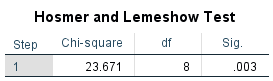 Hosmer and Lemeshow Test
Step Chi-square df Sig.
1 23.671 8 .003